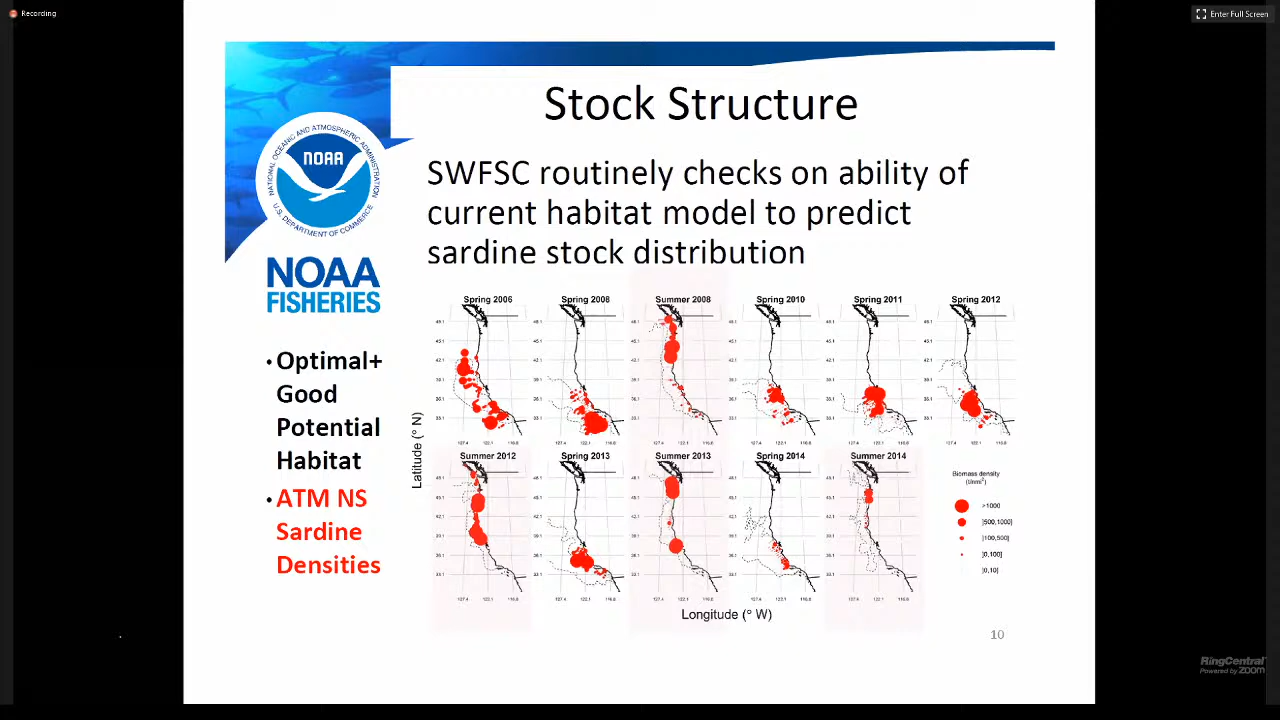 Recording
Enter Full Screen
Stock Structure
NATIONAL OCEANIC AND ATMOSPHERIC ADMINISTRATION
NOAA
U.S. DEPARTMENT OF COMMERCE
NOAA
FISHERIES
SWFSC routinely checks on ability of
current habitat model to predict
sardine stock distribution
• Optimal+
Good
Potential
Habitat
• ATM NS
Sardine
Densities
Spring 2006
Spring 2008
Summer 2008
Spring 2010
Spring 2011
Spring 2012
Summer 2012
Spring 2013
Summer 2013
Spring 2014
Summer 2014
Latitude (° N)
Longitude (° W)
Biomass density
>1000
]500,1000]
]100,500]
]0,100]
]0,10]
10
RingCentral
Powered by zoom